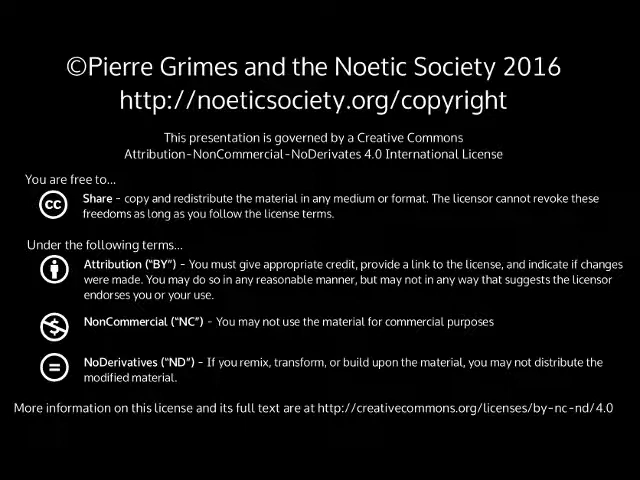 ©Pierre Grimes and the Noetic Society 2016
http://noeticsociety.org/copyright
This presentation is governed by a Creative Commons
Attribution-NonCommercial-NoDerivates 4.0 International License
You are free to...
Share - copy and redistribute the material in any medium or format. The licensor cannot revoke these
freedoms as long as you follow the license terms.
Under the following terms...
Attribution ("BY") - You must give appropriate credit, provide a link to the license, and indicate if changes
were made. You may do so in any reasonable manner, but may not in any way that suggests the licensor
endorses you or your use.
NonCommercial ("NC") - You may not use the material for commercial purposes
NoDerivatives ("ND") - If you remix, transform, or build upon the material, you may not distribute the
modified material.
More information on this license and its full text are at http://creativecommons.org/licenses/by-nc-nd/4.0